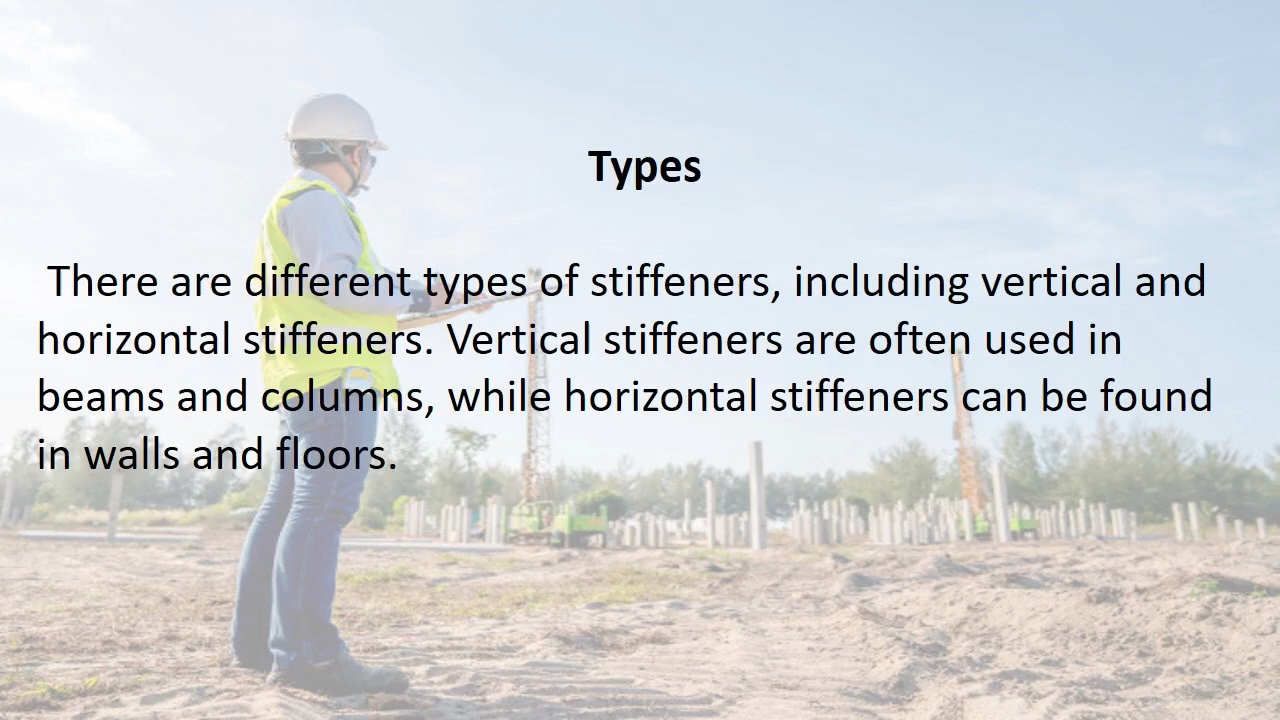 Types
There are different types of stiffeners, including vertical and
horizontal stiffeners. Vertical stiffeners are often used in
beams and columns, while horizontal stiffeners can be found
in walls and floors.